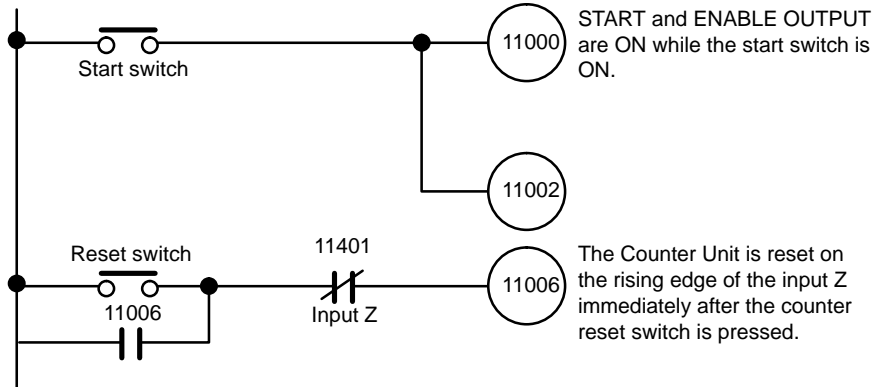 11000
START and ENABLE OUTPUT
are ON while the start switch is
ON.
Start switch
11002
Reset switch
11401
11006
The Counter Unit is reset on
the rising edge of the input Z
immediately after the counter
reset switch is pressed.
11006
Input Z